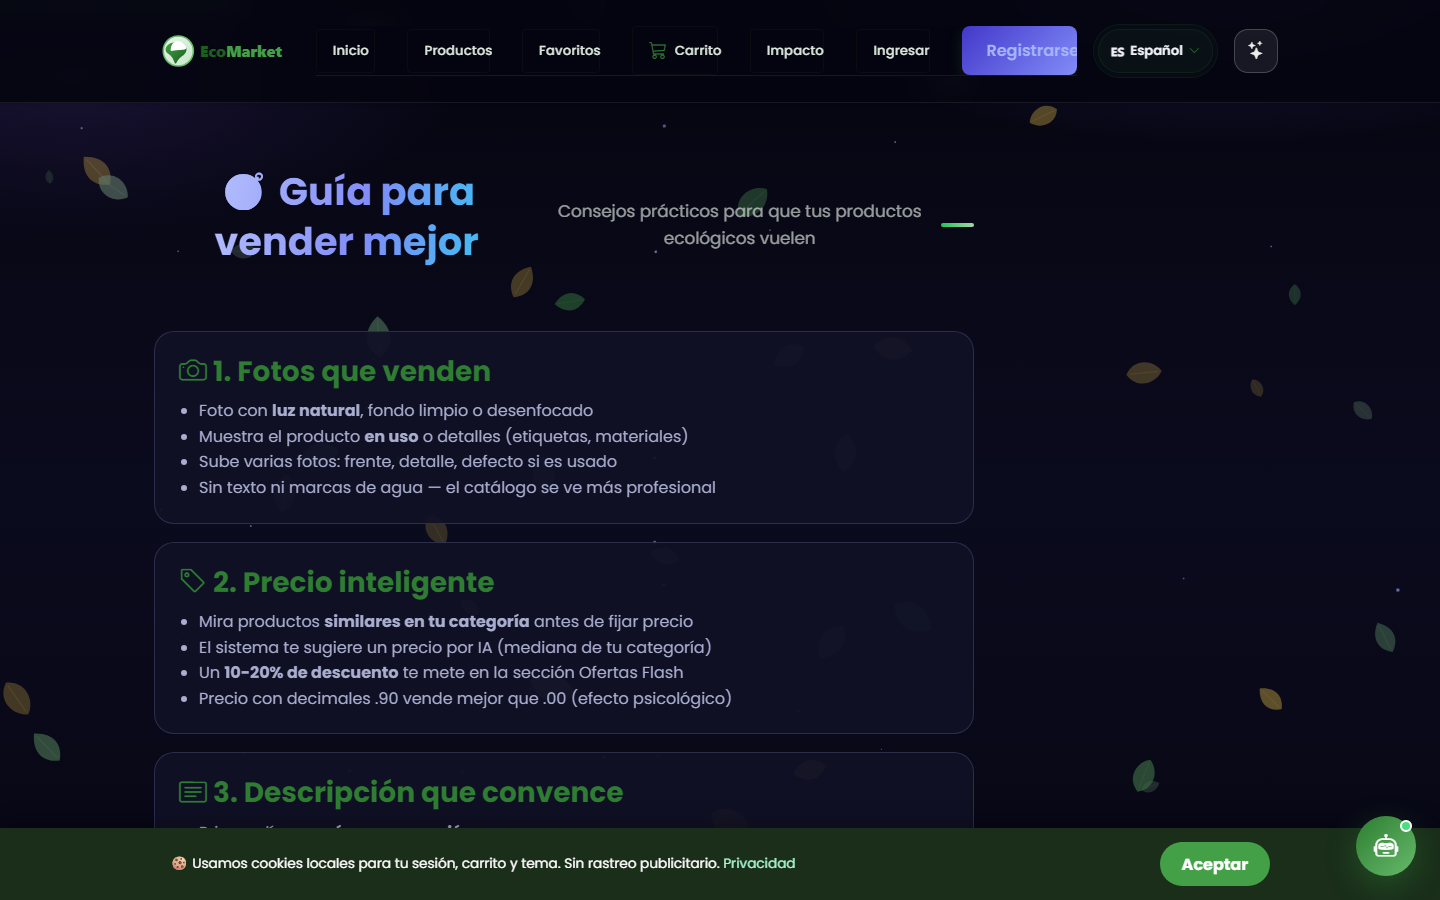 EcoMarket
Inicio
Productos
Favoritos
Carrito
Impacto
Ingresar
Registrarse
ES Español
Guía para
vender mejor
Consejos prácticos para que tus productos
ecológicos vuelen
1. Fotos que venden
Foto con luz natural, fondo limpio o desenfocado
Muestra el producto en uso o detalles (etiquetas, materiales)
Sube varias fotos: frente, detalle, defecto si es usado
Sin texto ni marcas de agua — el catálogo se ve más profesional
2. Precio inteligente
Mira productos similares en tu categoría antes de fijar precio
El sistema te sugiere un precio por IA (mediana de tu categoría)
Un 10-20% de descuento te mete en la sección Ofertas Flash
Precio con decimales .90 vende mejor que .00 (efecto psicológico)
3. Descripción que convence
Usamos cookies locales para tu sesión, carrito y tema. Sin rastreo publicitario. Privacidad
Aceptar